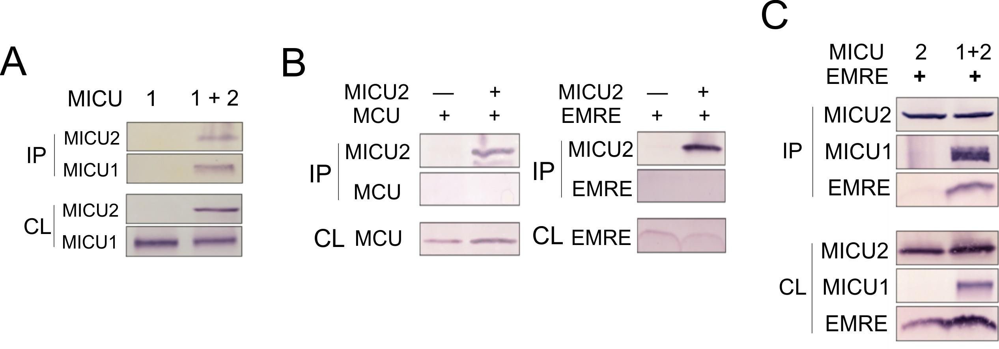 A
MICU 1 1 + 2
IP
MICU2
MICU1
CL
MICU2
MICU1
B
MICU2 — +
MCU + +
IP
MICU2
MCU
CL MCU
MICU2 — +
EMRE + +
IP
MICU2
EMRE
CL EMRE
C
MICU 2 1+2
EMRE + +
IP
MICU2
MICU1
EMRE
CL
MICU2
MICU1
EMRE